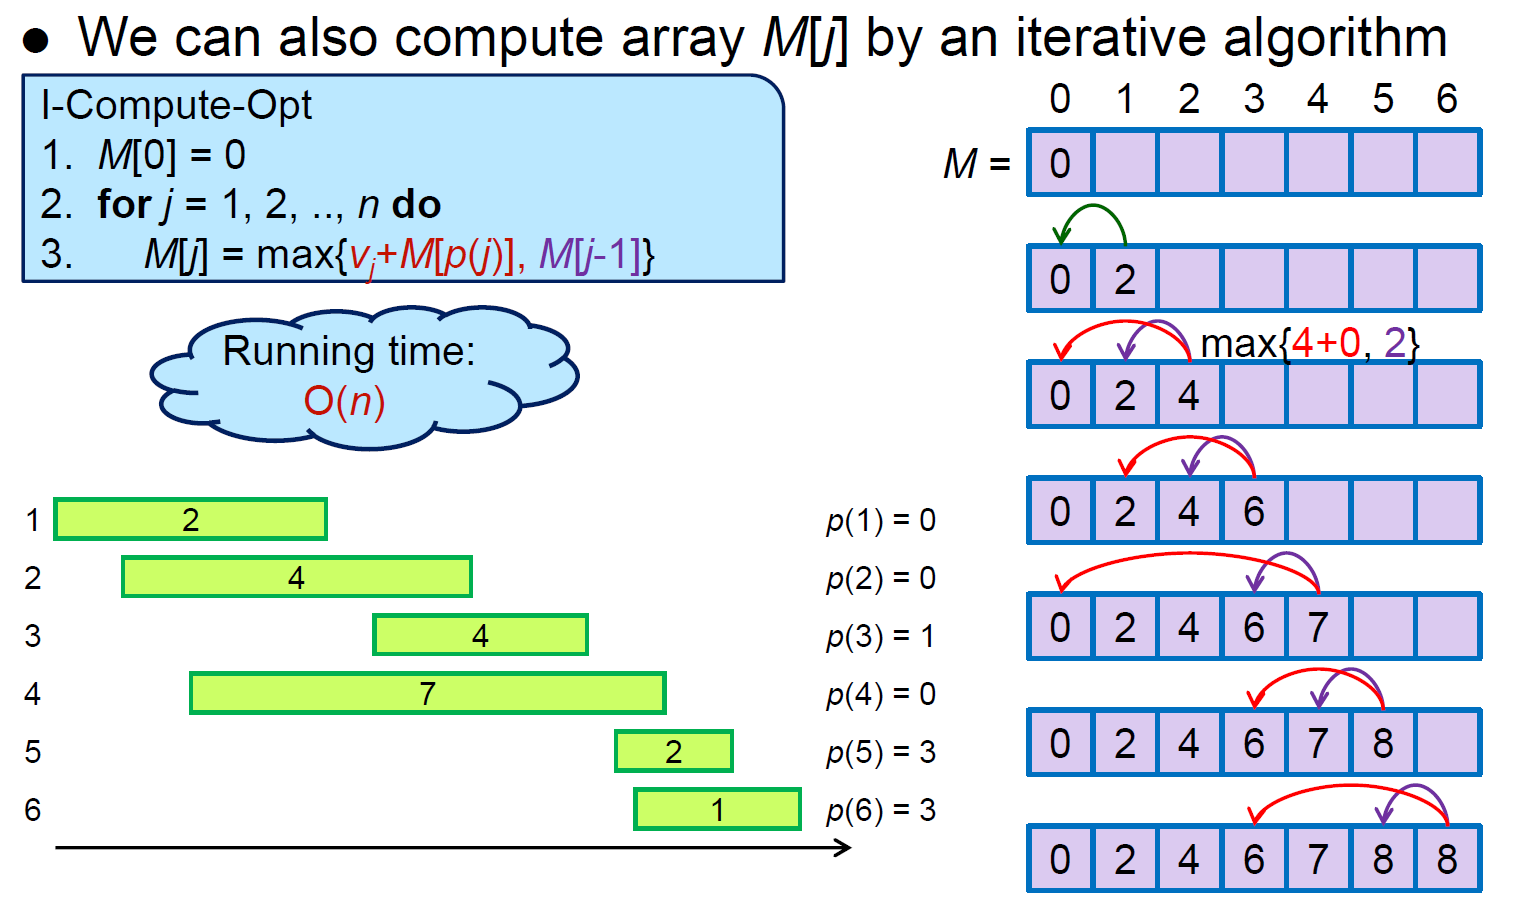 ● We can also compute array M[j] by an iterative algorithm
I-Compute-Opt
1. M[0] = 0
2. for j = 1, 2, .., n do
3. M[j] = max{vj+M[p(j)], M[j-1]}
Running time:
O(n)
1 2 p(1) = 0
2 4 p(2) = 0
3 4 p(3) = 1
4 7 p(4) = 0
5 2 p(5) = 3
6 1 p(6) = 3
0 1 2 3 4 5 6
M = 0
0 2
max{4+0, 2}
0 2 4
0 2 4 6
0 2 4 6 7
0 2 4 6 7 8
0 2 4 6 7 8 8